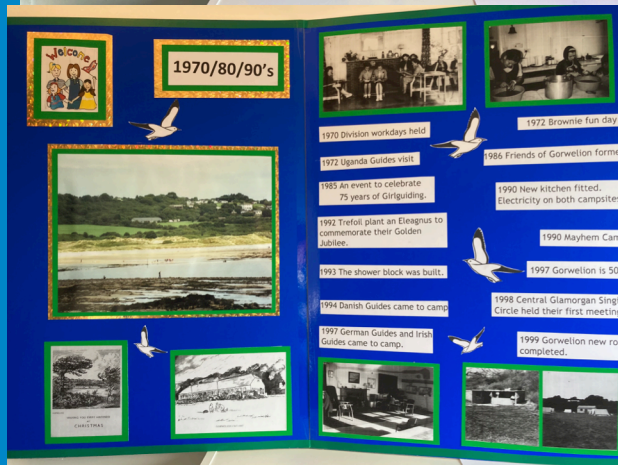 Welcome
1970/80/90's
1970 Division workdays held
1972 Uganda Guides visit
1985 An event to celebrate
75 years of Girlguiding.
1992 Trefoil plant an Eleagnus to
commemorate their Golden
Jubilee.
1993 The shower block was built.
1994 Danish Guides came to camp
1997 German Guides and Irish
Guides came to camp.
1972 Brownie fun day
1986 Friends of Gorwelion forme
1990 New kitchen fitted.
Electricity on both campsites
1990 Mayhem Cam
1997 Gorwelion is 50
1998 Central Glamorgan Sing
Circle held their first meeting
1999 Gorwelion new ro
completed.
CHRISTMAS